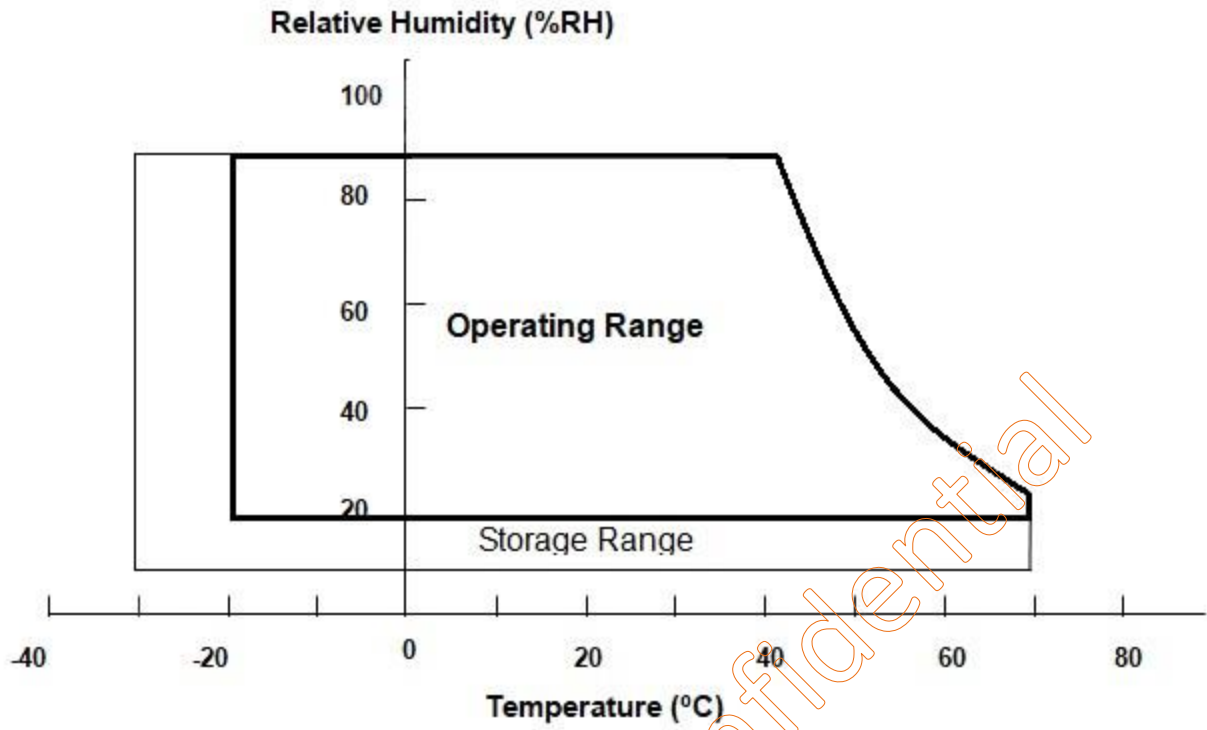 Relative Humidity (%RH)
100
80
60
Operating Range
40
20
Storage Range
-40
-20
0
20
40
60
80
Temperature (ºC)
nfidential